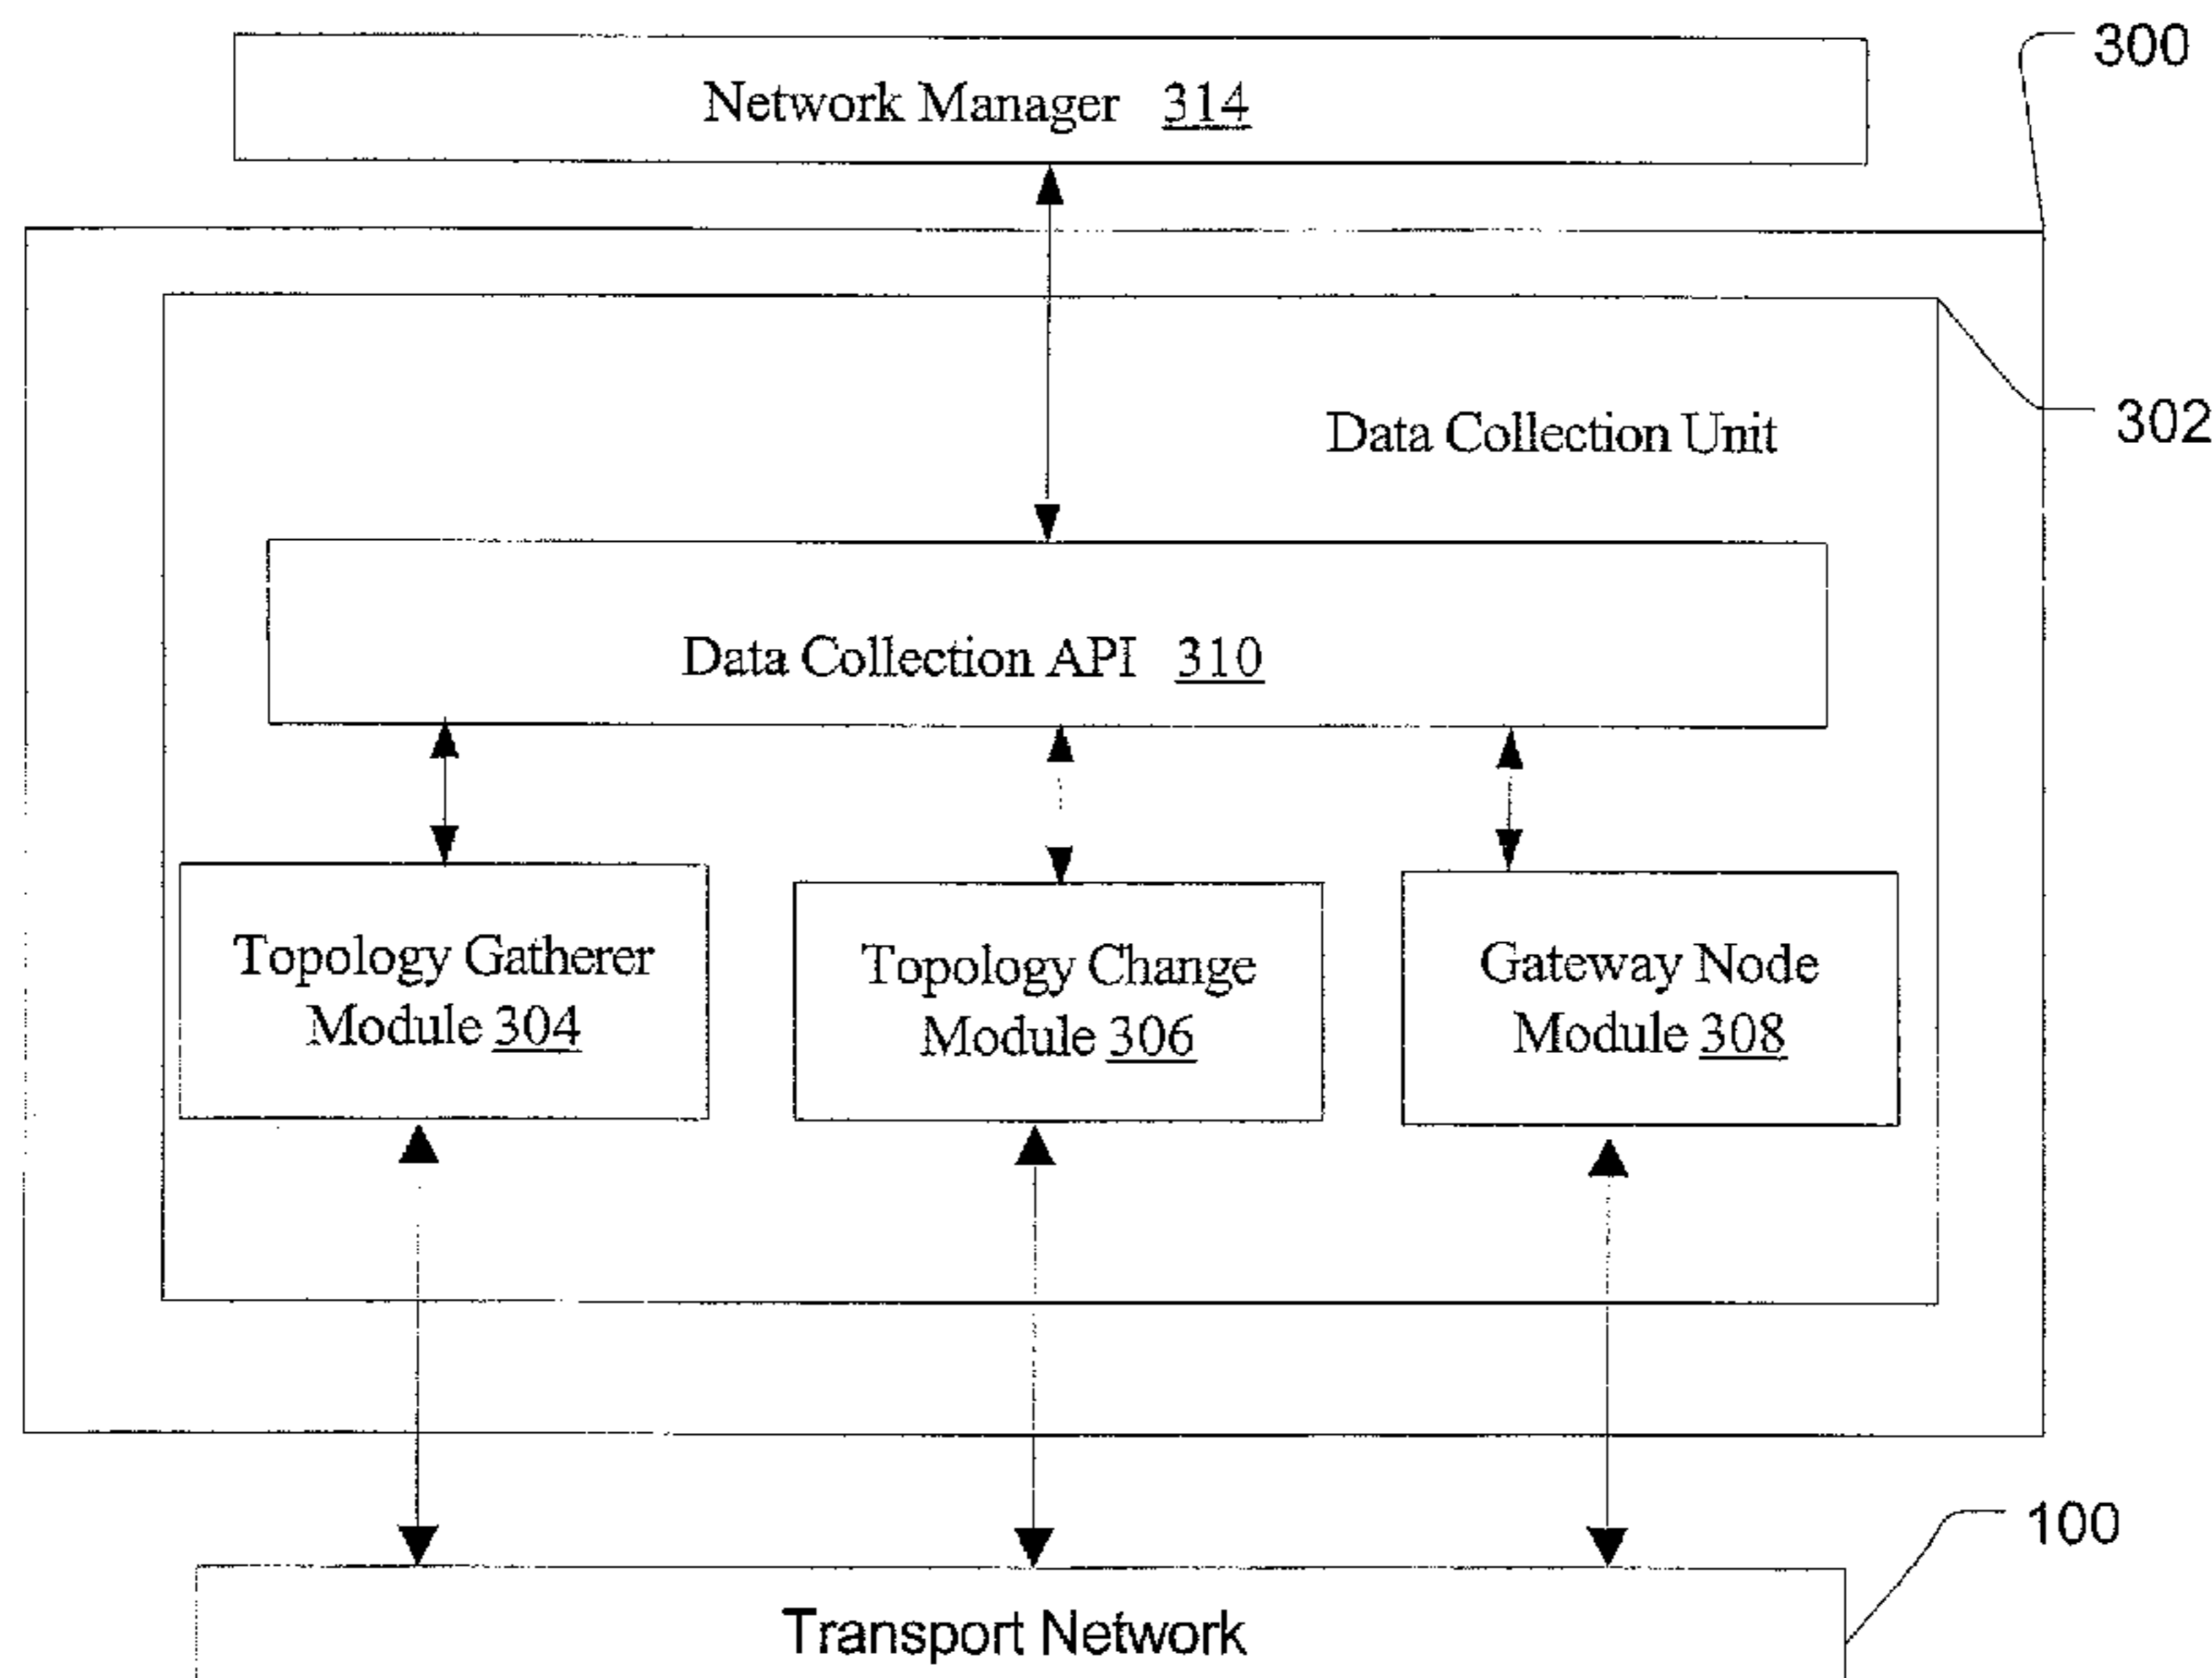 300
Network Manager 314
302
Data Collection Unit
Data Collection API 310
Topology Gatherer
Module 304
Topology Change
Module 306
Gateway Node
Module 308
100
Transport Network